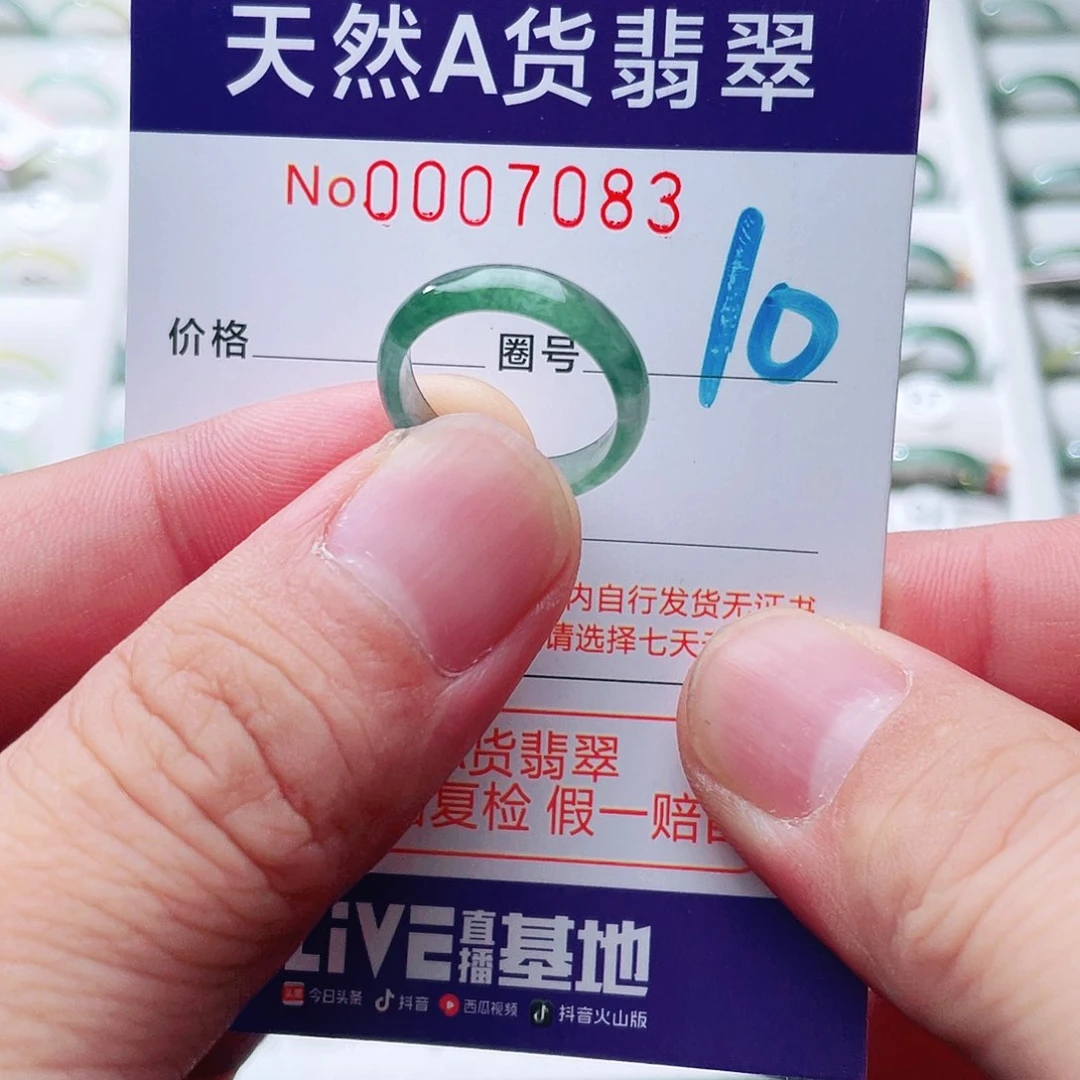 天然A货翡翠
No0007083
价格 圈号 10
内自行发货无证书
请选择七天
货翡翠
复检 假一赔
LiVE直播基地
今日头条 抖音 西瓜视频 抖音火山版